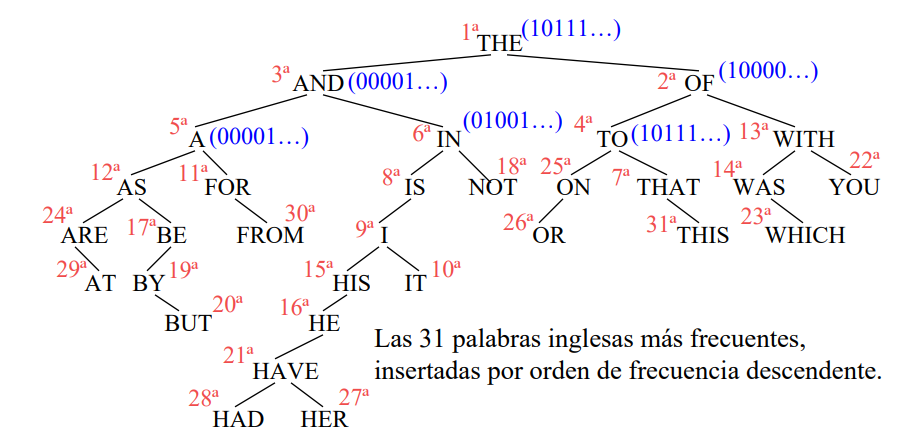 1ª THE (10111…)
3ª AND (00001…) 2ª OF (10000…)
5ª A (00001…) 6ª IN (01001…) 4ª TO (10111…) 13ª WITH
12ª AS 11ª FOR 8ª IS NOT 18ª 25ª ON 7ª THAT 14ª WAS YOU 22ª
24ª ARE 17ª BE FROM 30ª 9ª I 26ª OR 31ª THIS 23ª WHICH
29ª AT BY 19ª 15ª HIS IT 10ª
BUT 20ª 16ª HE
Las 31 palabras inglesas más frecuentes,
insertadas por orden de frecuencia descendente.
21ª HAVE
28ª HAD HER 27ª